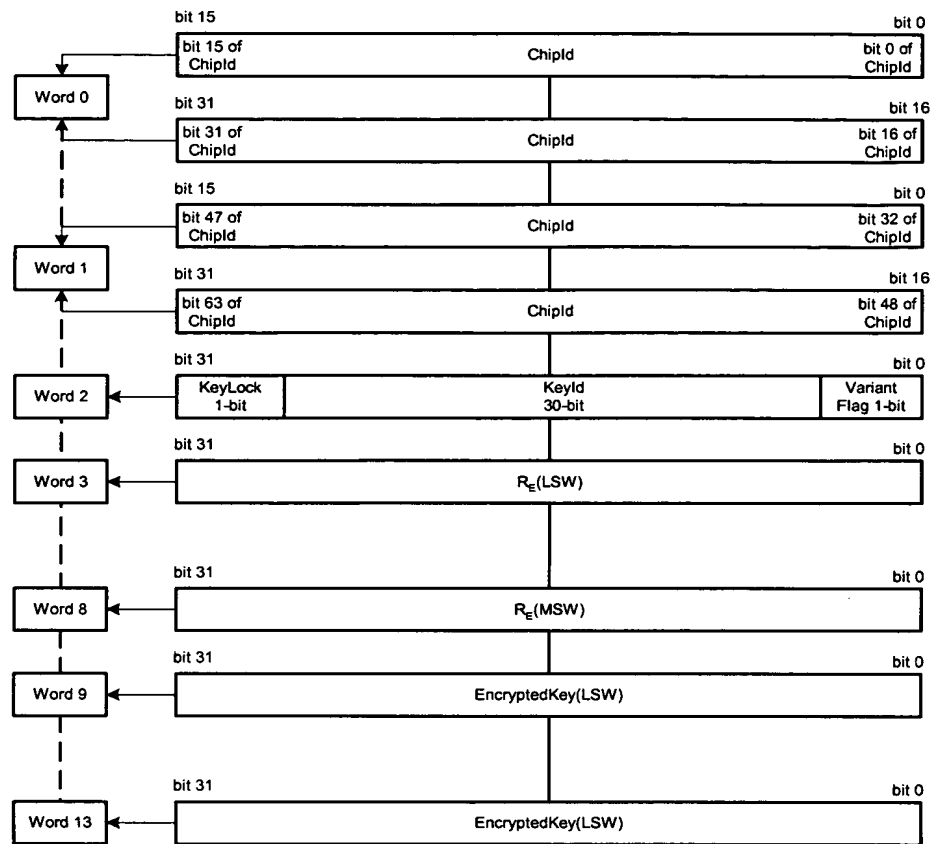 bit 15 bit 0
bit 15 of ChipId bit 0 of
ChipId ChipId
Word 0
bit 31 bit 16
bit 31 of ChipId bit 16 of
ChipId ChipId
bit 15 bit 0
bit 47 of ChipId bit 32 of
ChipId ChipId
Word 1
bit 31 bit 16
bit 63 of ChipId bit 48 of
ChipId ChipId
bit 31 bit 0
Word 2 KeyLock KeyId Variant
1-bit 30-bit Flag 1-bit
bit 31 bit 0
Word 3 RE(LSW)
bit 31 bit 0
Word 8 RE(MSW)
bit 31 bit 0
Word 9 EncryptedKey(LSW)
bit 31 bit 0
Word 13 EncryptedKey(LSW)